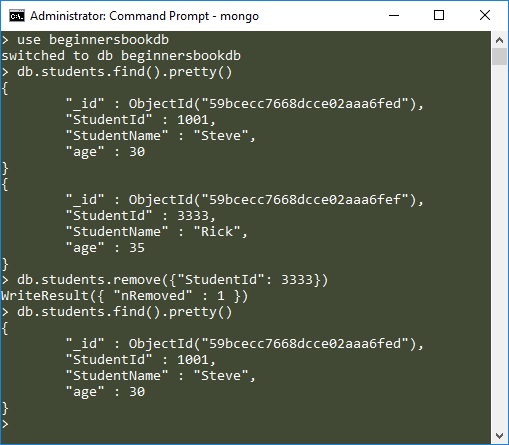 Administrator: Command Prompt - mongo
> use beginnersbookdb
switched to db beginnersbookdb
> db.students.find().pretty()
{
        "_id" : ObjectId("59bcecc7668dcce02aaa6fed"),
        "StudentId" : 1001,
        "StudentName" : "Steve",
        "age" : 30
}
{
        "_id" : ObjectId("59bcecc7668dcce02aaa6fef"),
        "StudentId" : 3333,
        "StudentName" : "Rick",
        "age" : 35
}
> db.students.remove({"StudentId": 3333})
WriteResult({ "nRemoved" : 1 })
> db.students.find().pretty()
{
        "_id" : ObjectId("59bcecc7668dcce02aaa6fed"),
        "StudentId" : 1001,
        "StudentName" : "Steve",
        "age" : 30
}
>